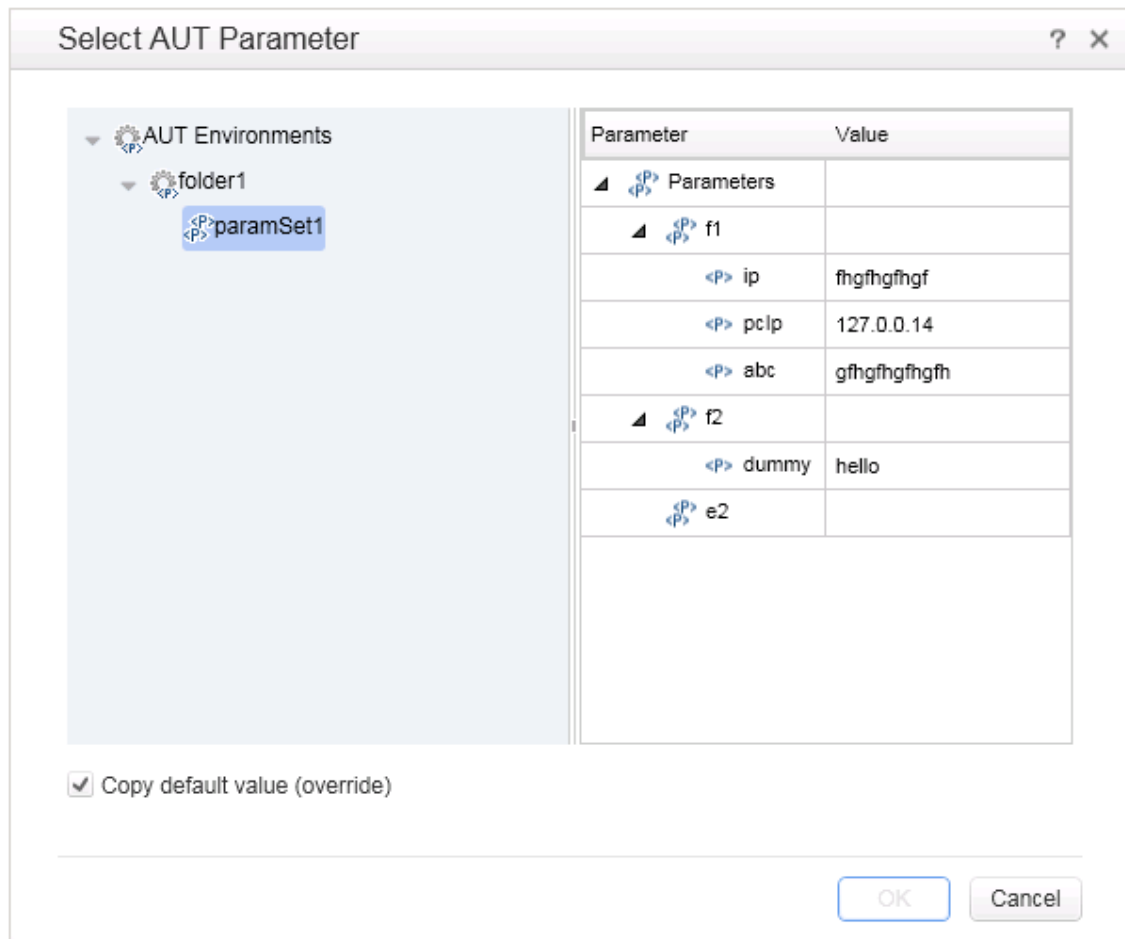 Select AUT Parameter ? ×
AUT Environments
folder1
paramSet1
Parameter Value
Parameters
f1
ip fhgfhgfhgf
pcIp 127.0.0.14
abc gfhgfhgfhgfh
f2
dummy hello
e2
Copy default value (override)
OK Cancel